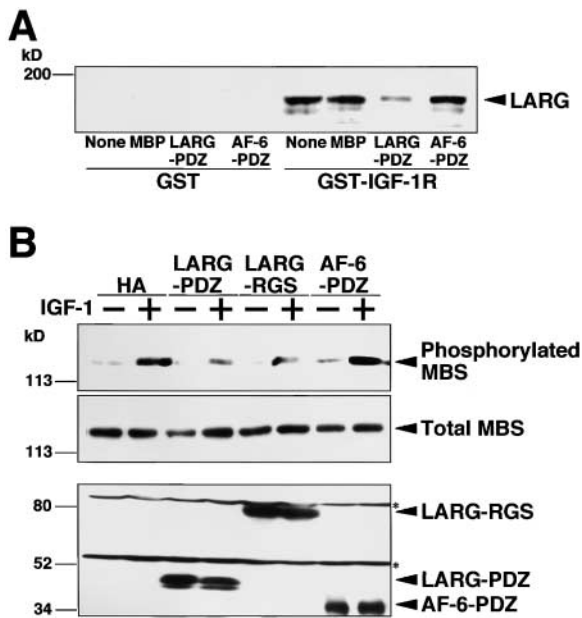 A
kD
200
LARG
None MBP LARG -PDZ AF-6 -PDZ None MBP LARG -PDZ AF-6 -PDZ
GST GST-IGF-1R
B
HA LARG -PDZ LARG -RGS AF-6 -PDZ
IGF-1 − + − + − + − +
kD
Phosphorylated MBS
113
Total MBS
113
80 * LARG-RGS
52 *
LARG-PDZ
34 AF-6-PDZ